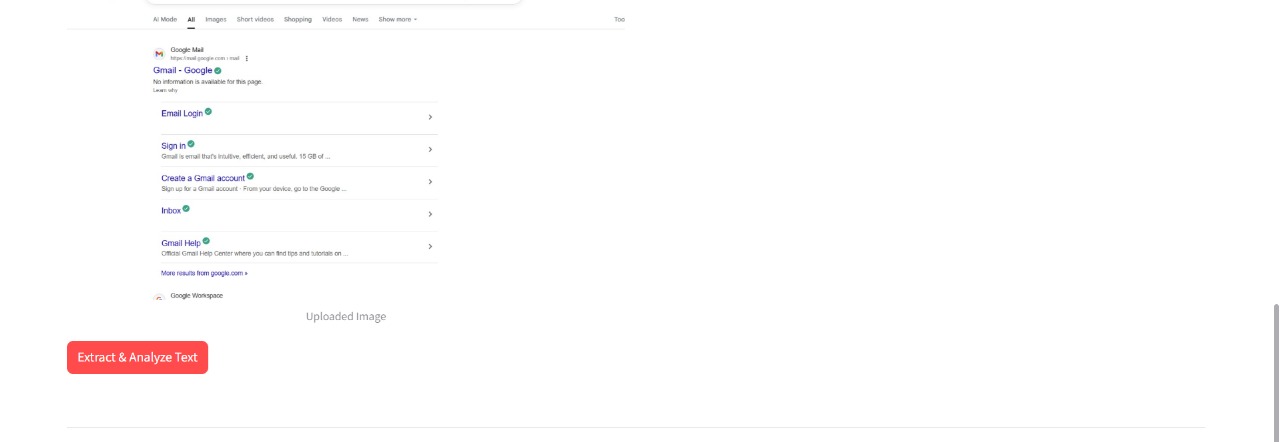 AI Mode All Images Short videos Shopping Videos News Show more Too
Google Mail
https://mail.google.com › mail
Gmail - Google
No information is available for this page.
Learn why
Email Login
Sign in
Gmail is email that's intuitive, efficient, and useful. 15 GB of ...
Create a Gmail account
Sign up for a Gmail account · From your device, go to the Google ...
Inbox
Gmail Help
Official Gmail Help Center where you can find tips and tutorials on ...
More results from google.com »
Google Workspace
Uploaded Image
Extract & Analyze Text